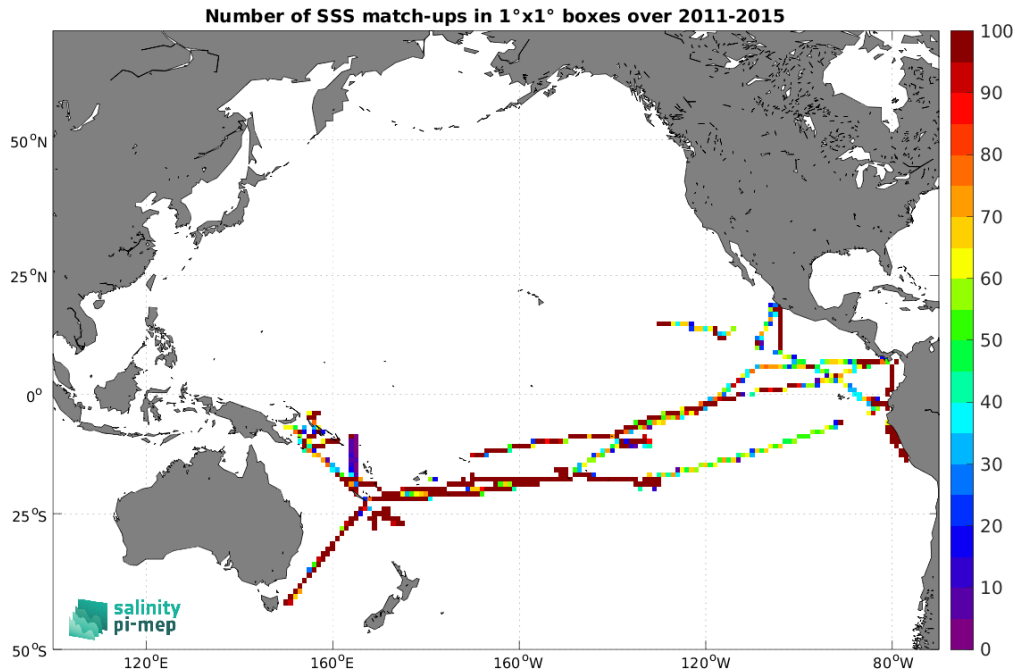 Number of SSS match-ups in 1°x1° boxes over 2011-2015
50°N
25°N
0°
25°S
50°S
120°E
160°E
160°W
120°W
80°W
100
90
80
70
60
50
40
30
20
10
0
salinity
pi-mep